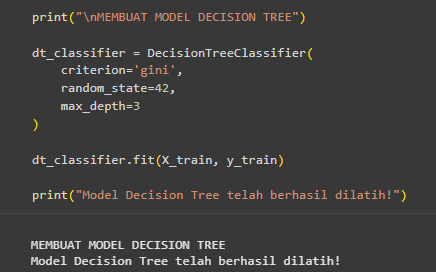 print("\nMEMBUAT MODEL DECISION TREE")
dt_classifier = DecisionTreeClassifier(
    criterion='gini',
    random_state=42,
    max_depth=3
)
dt_classifier.fit(X_train, y_train)
print("Model Decision Tree telah berhasil dilatih!")
MEMBUAT MODEL DECISION TREE
Model Decision Tree telah berhasil dilatih!